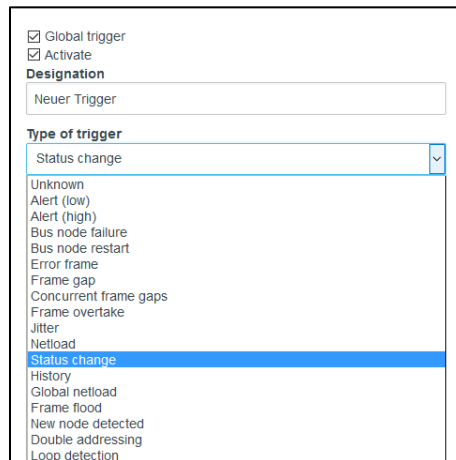 Global trigger
Activate
Designation
Neuer Trigger
Type of trigger
Status change
Unknown
Alert (low)
Alert (high)
Bus node failure
Bus node restart
Error frame
Frame gap
Concurrent frame gaps
Frame overtake
Jitter
Netload
Status change
History
Global netload
Frame flood
New node detected
Double addressing
Loop detection